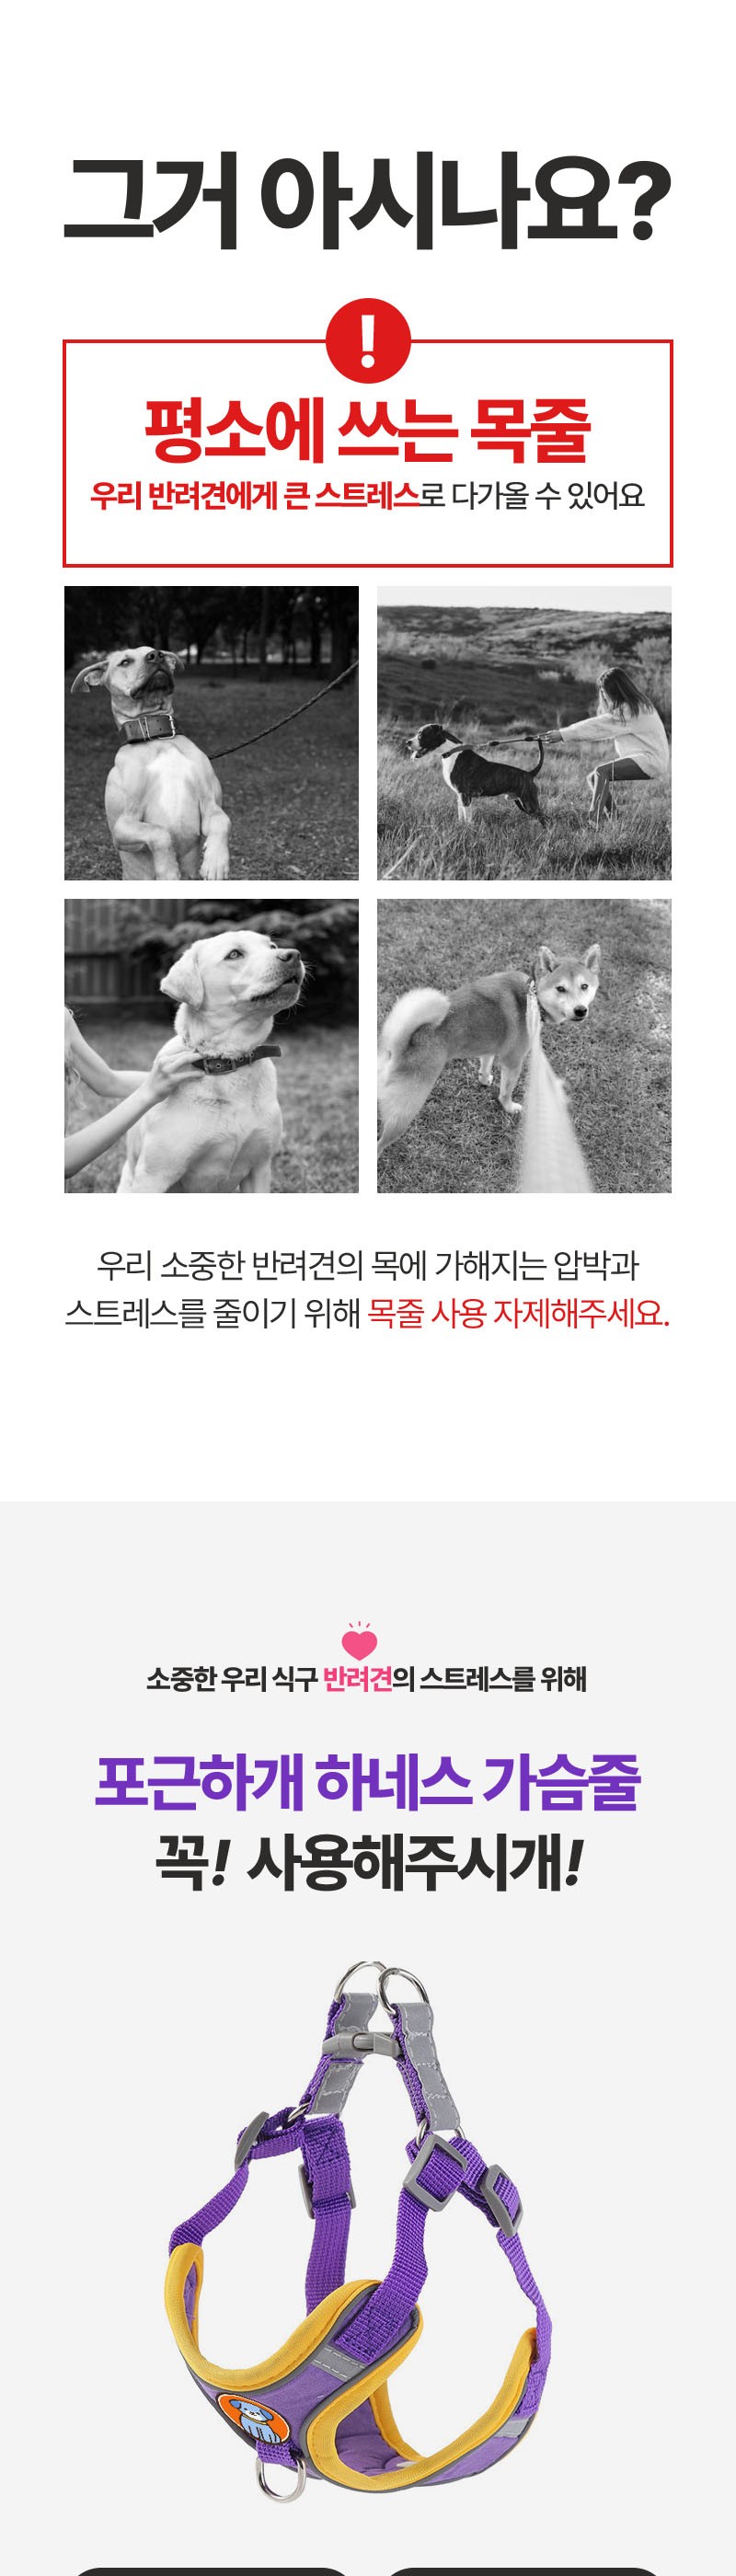 그거 아시나요?
!
평소에 쓰는 목줄
우리 반려견에게 큰 스트레스로 다가올 수 있어요
우리 소중한 반려견의 목에 가해지는 압박과
스트레스를 줄이기 위해 목줄 사용 자제해주세요.
소중한 우리 식구 반려견의 스트레스를 위해
포근하개 하네스 가슴줄
꼭! 사용해주시개!